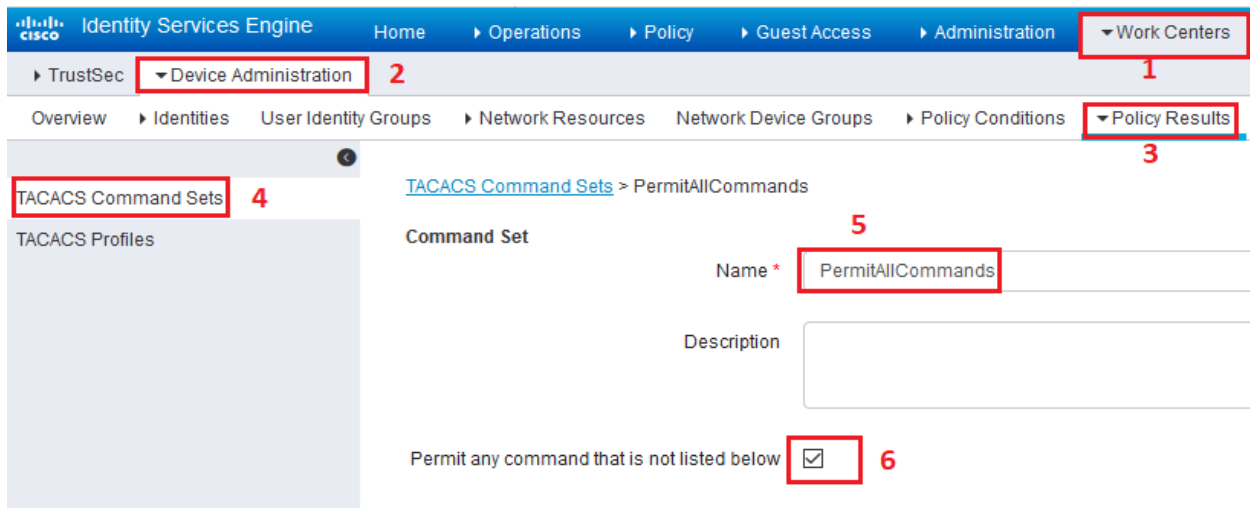 cisco Identity Services Engine Home Operations Policy Guest Access Administration Work Centers
1
TrustSec Device Administration 2
Overview Identities User Identity Groups Network Resources Network Device Groups Policy Conditions Policy Results
3
TACACS Command Sets 4
TACACS Profiles
TACACS Command Sets > PermitAllCommands
Command Set
5
Name * PermitAllCommands
Description
Permit any command that is not listed below 6